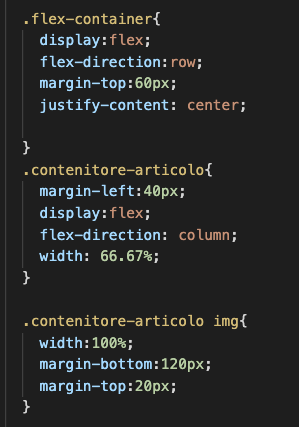 .flex-container{
display:flex;
flex-direction:row;
margin-top:60px;
justify-content: center;
}
.contenitore-articolo{
margin-left:40px;
display:flex;
flex-direction: column;
width: 66.67%;
}
.contenitore-articolo img{
width:100%;
margin-bottom:120px;
margin-top:20px;
}